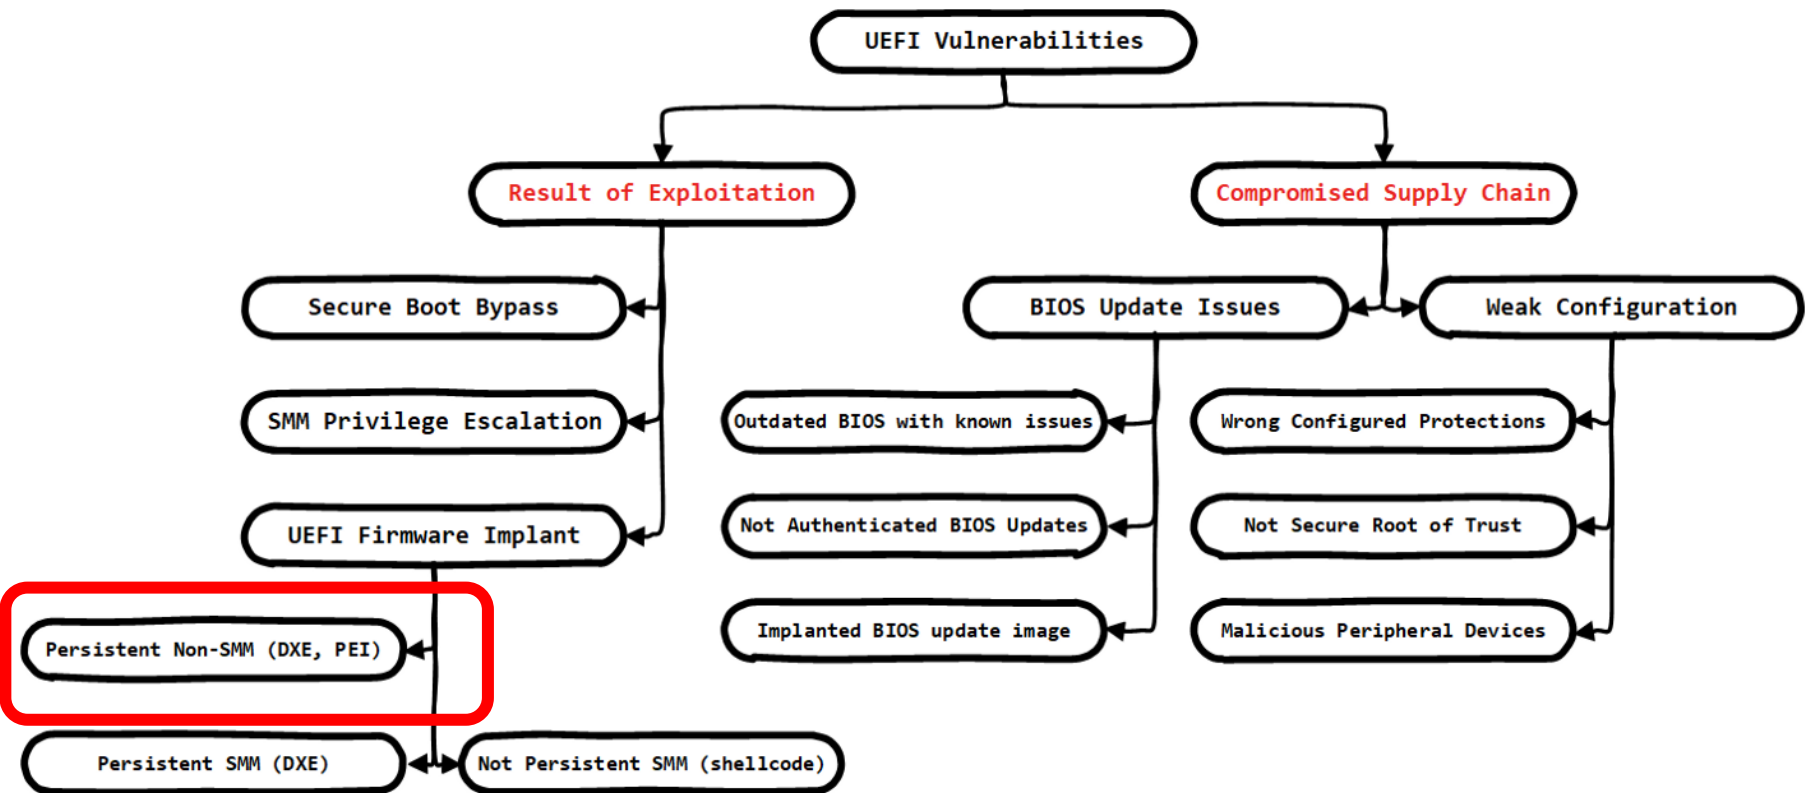 UEFI Vulnerabilities
Result of Exploitation
Compromised Supply Chain
Secure Boot Bypass
BIOS Update Issues
Weak Configuration
SMM Privilege Escalation
Outdated BIOS with known issues
Wrong Configured Protections
UEFI Firmware Implant
Not Authenticated BIOS Updates
Not Secure Root of Trust
Persistent Non-SMM (DXE, PEI)
Implanted BIOS update image
Malicious Peripheral Devices
Persistent SMM (DXE)
Not Persistent SMM (shellcode)